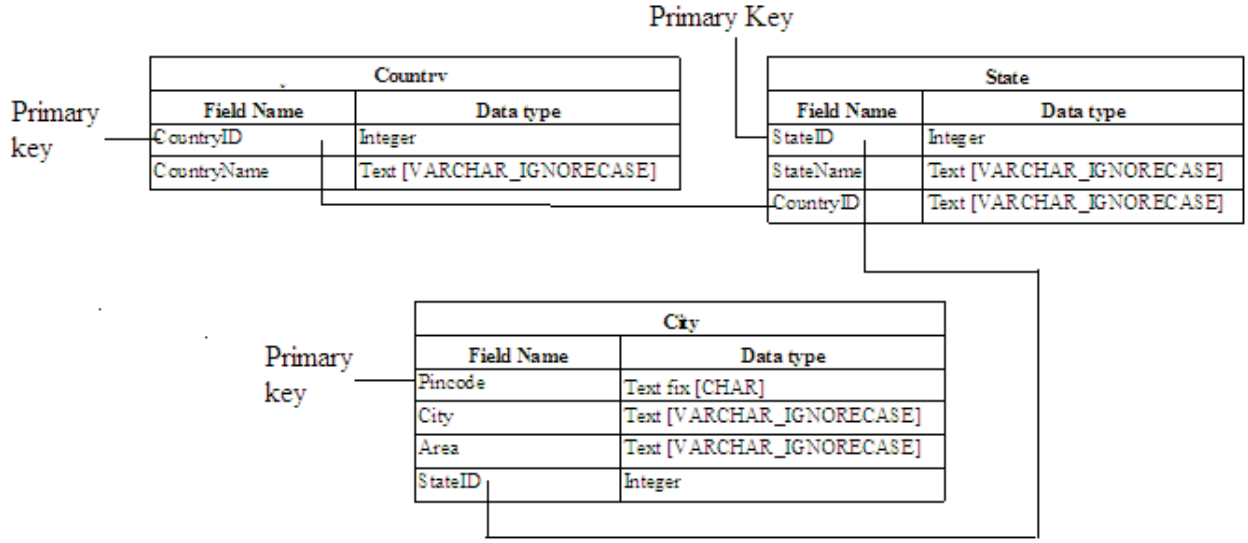 Primary Key
Primary
key
Country
Field Name Data type
CountryID Integer
CountryName Text [VARCHAR_IGNORECASE]
State
Field Name Data type
StateID Integer
StateName Text [VARCHAR_IGNORECASE]
CountryID Text [VARCHAR_IGNORECASE]
Primary
key
City
Field Name Data type
Pincode Text fix [CHAR]
City Text [VARCHAR_IGNORECASE]
Area Text [VARCHAR_IGNORECASE]
StateID Integer